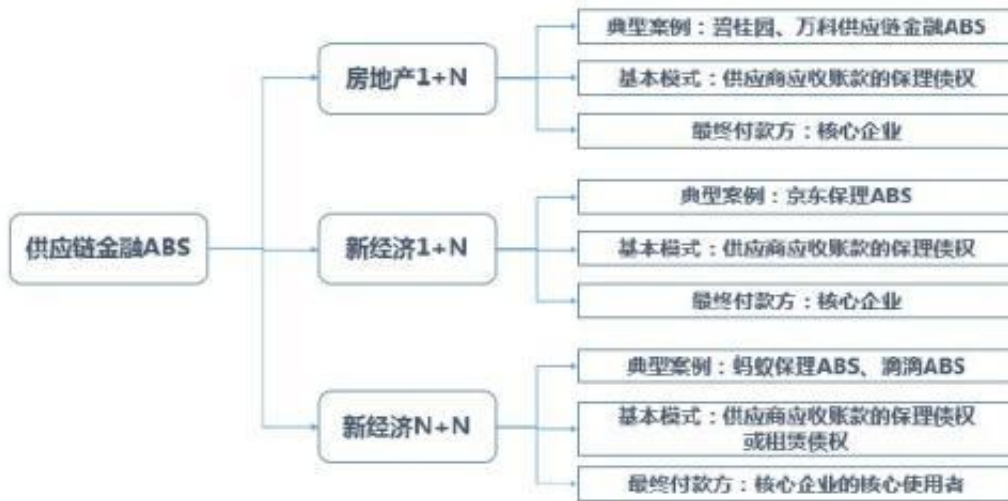 供应链金融ABS
房地产1+N
典型案例：碧桂园、万科供应链金融ABS
基本模式：供应商应收账款的保理债权
最终付款方：核心企业
新经济1+N
典型案例：京东保理ABS
基本模式：供应商应收账款的保理债权
最终付款方：核心企业
新经济N+N
典型案例：蚂蚁保理ABS、滴滴ABS
基本模式：供应商应收账款的保理债权
或租赁债权
最终付款方：核心企业的核心使用者